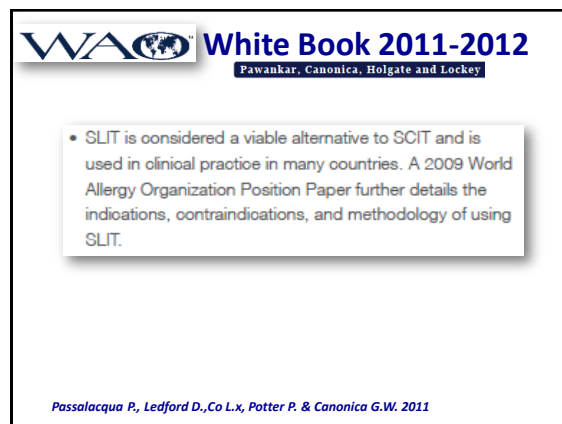 WAO™ White Book 2011-2012
Pawankar, Canonica, Holgate and Lockey
• SLIT is considered a viable alternative to SCIT and is
used in clinical practice in many countries. A 2009 World
Allergy Organization Position Paper further details the
indications, contraindications, and methodology of using
SLIT.
Passalacqua P., Ledford D.,Co L.x, Potter P. & Canonica G.W. 2011